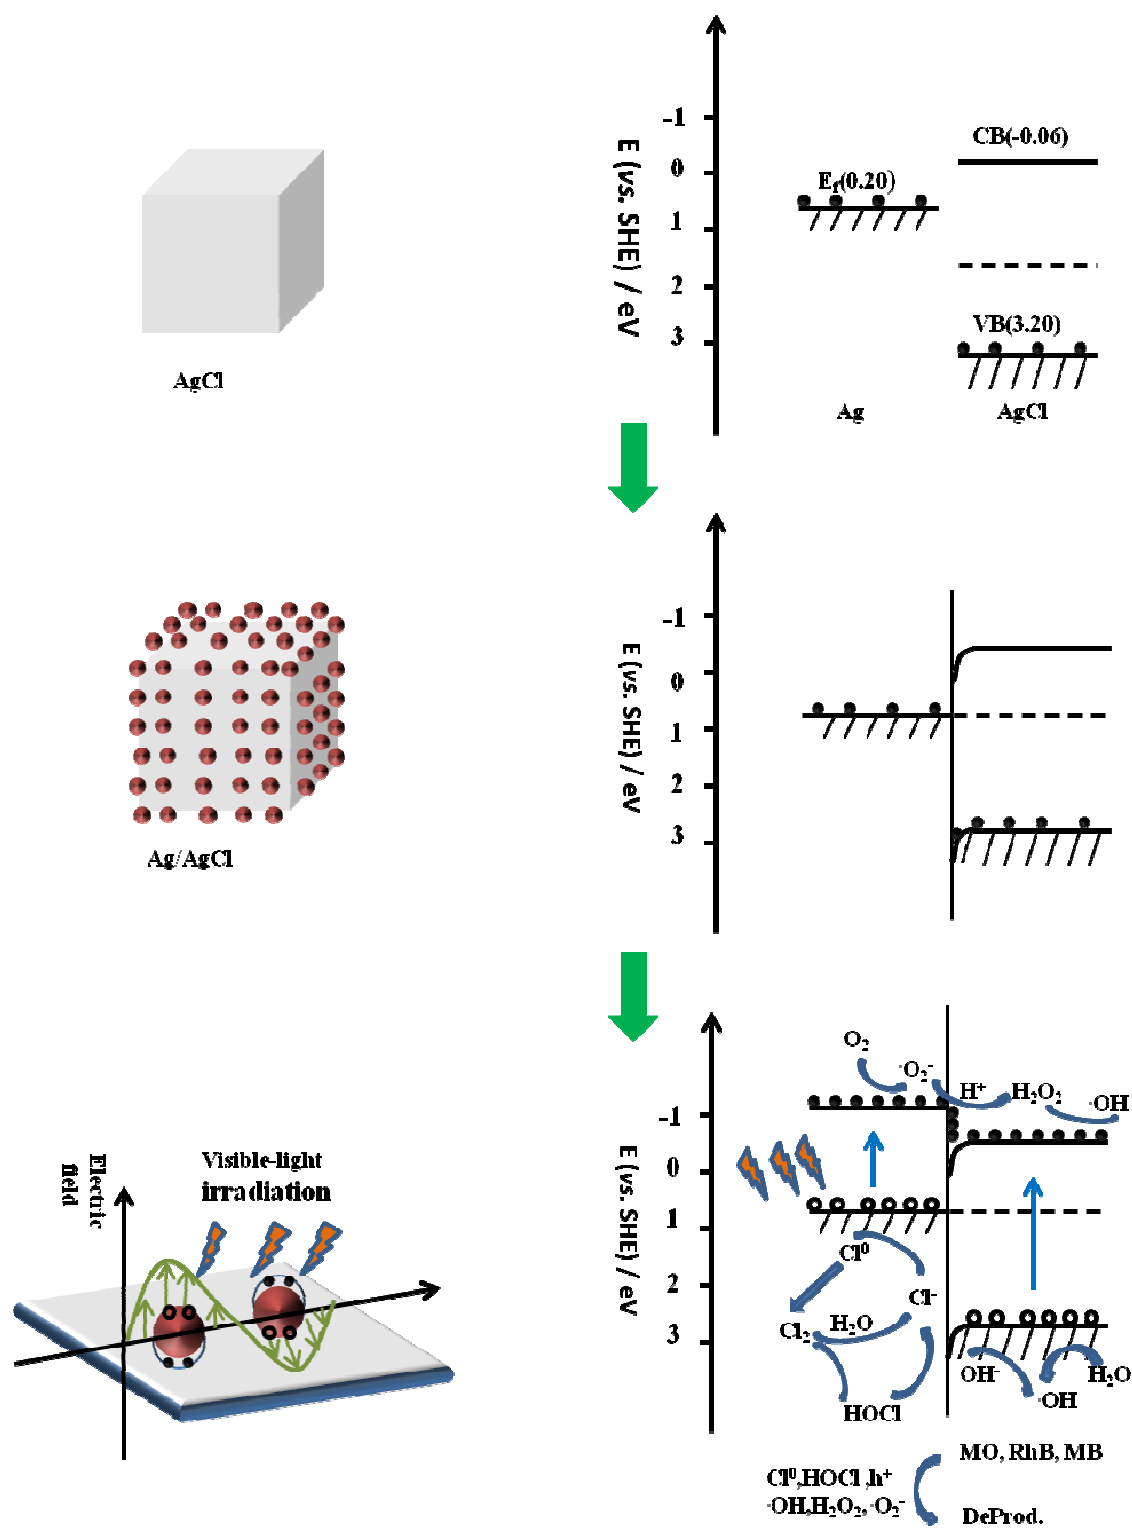 -1
0
1
2
3
E (vs. SHE) / eV
CB(-0.06)
Ef(0.20)
VB(3.20)
Ag
AgCl
AgCl
-1
0
1
2
3
E (vs. SHE) / eV
Ag/AgCl
Electric
field
Visible-light
irradiation
-1
0
1
2
3
E (vs. SHE) / eV
O₂
·O₂⁻
H⁺
H₂O₂
·OH
Cl⁰
Cl⁻
Cl₂
H₂O
HOCl
OH⁻
·OH
H₂O
MO, RhB, MB
Cl⁰,HOCl ,h⁺
·OH,H₂O₂, ·O₂⁻
DeProd.